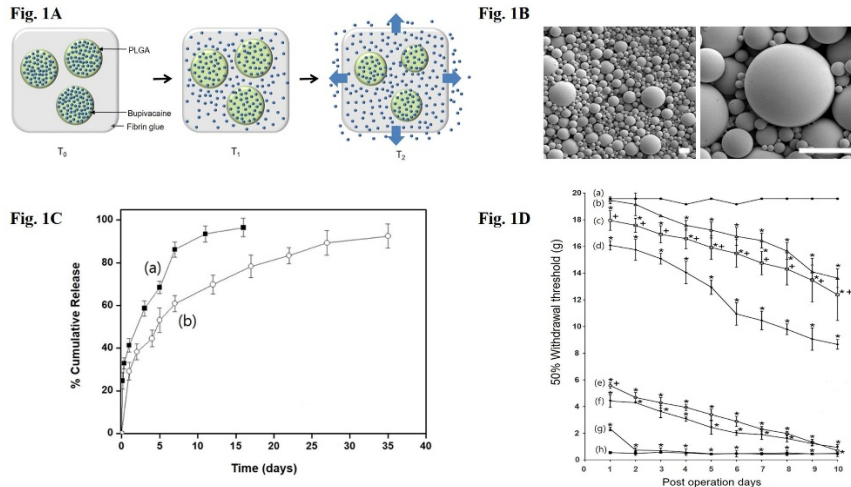 Fig. 1A
PLGA
Bupivacaine
Fibrin glue
T0
T1
T2
Fig. 1B
Fig. 1C
% Cumulative Release
100
80
60
40
20
0
(a)
(b)
0 5 10 15 20 25 30 35 40
Time (days)
Fig. 1D
50% Withdrawal threshold (g)
20
18
16
14
12
10
8
6
4
2
0
(a)
(b)
(c)
(d)
(e)
(f)
(g)
(h)
1 2 3 4 5 6 7 8 9 10
Post operation days